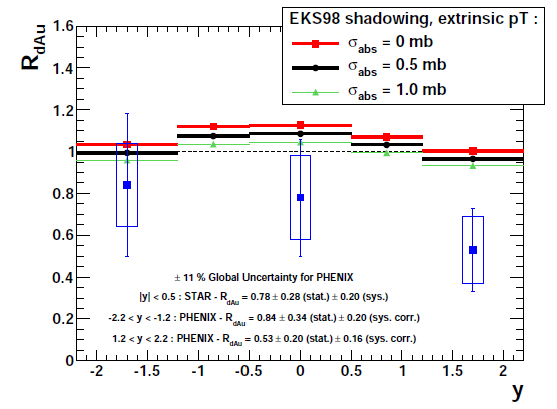 EKS98 shadowing, extrinsic pT :
σabs = 0 mb
σabs = 0.5 mb
σabs = 1.0 mb
RdAu
1.6
1.4
1.2
1
0.8
0.6
0.4
0.2
0
± 11 % Global Uncertainty for PHENIX
|y| < 0.5 : STAR - RdAu = 0.78 ± 0.28 (stat.) ± 0.20 (sys.)
-2.2 < y < -1.2 : PHENIX - RdAu = 0.84 ± 0.34 (stat.) ± 0.20 (sys. corr.)
1.2 < y < 2.2 : PHENIX - RdAu = 0.53 ± 0.20 (stat.) ± 0.16 (sys. corr.)
-2 -1.5 -1 -0.5 0 0.5 1 1.5 2
y